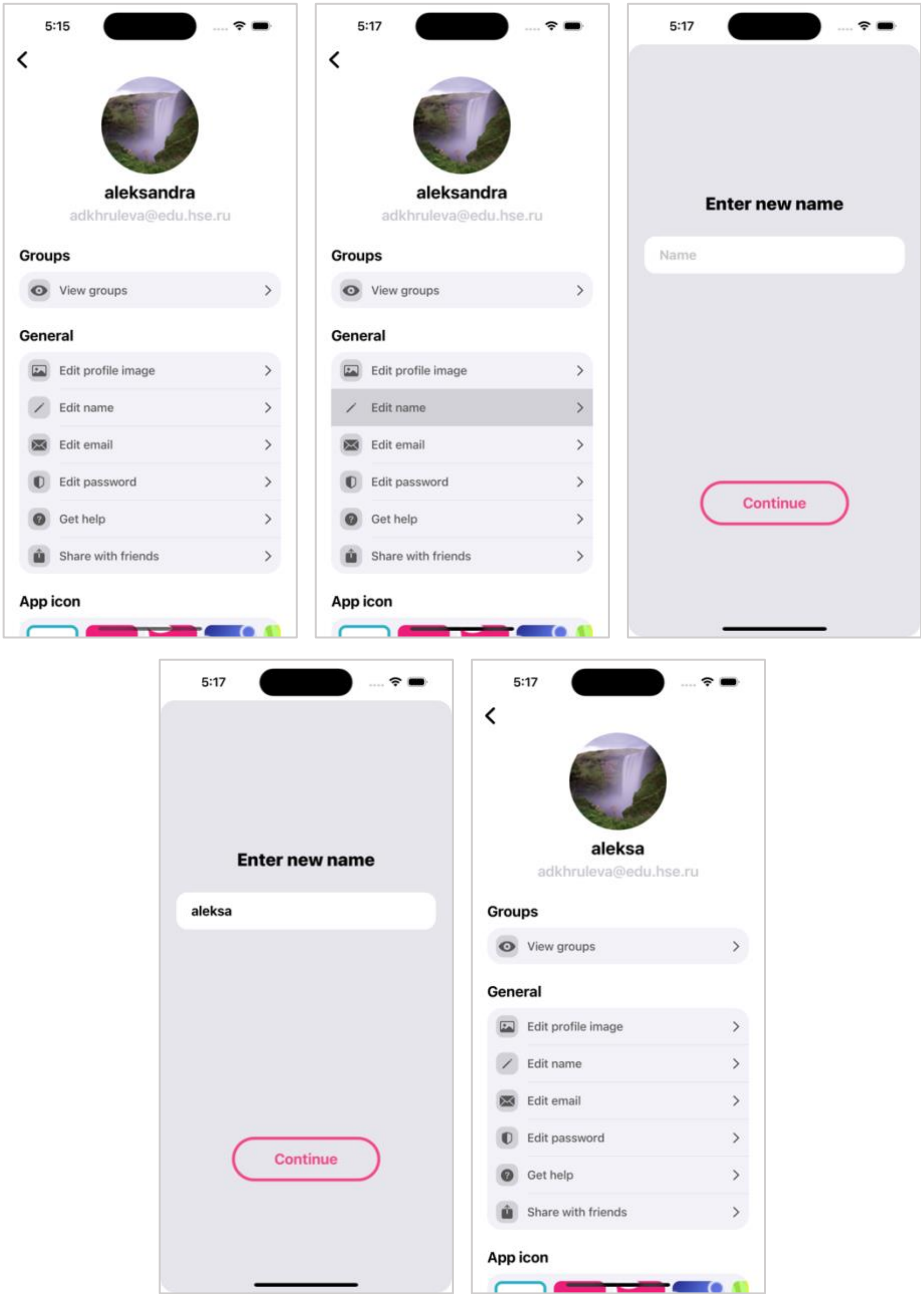 5:15
aleksandra
adkhruleva@edu.hse.ru
Groups
View groups
General
Edit profile image
Edit name
Edit email
Edit password
Get help
Share with friends
App icon
5:17
aleksandra
adkhruleva@edu.hse.ru
Groups
View groups
General
Edit profile image
Edit name
Edit email
Edit password
Get help
Share with friends
App icon
5:17
Enter new name
Name
Continue
5:17
Enter new name
aleksa
Continue
5:17
aleksa
adkhruleva@edu.hse.ru
Groups
View groups
General
Edit profile image
Edit name
Edit email
Edit password
Get help
Share with friends
App icon